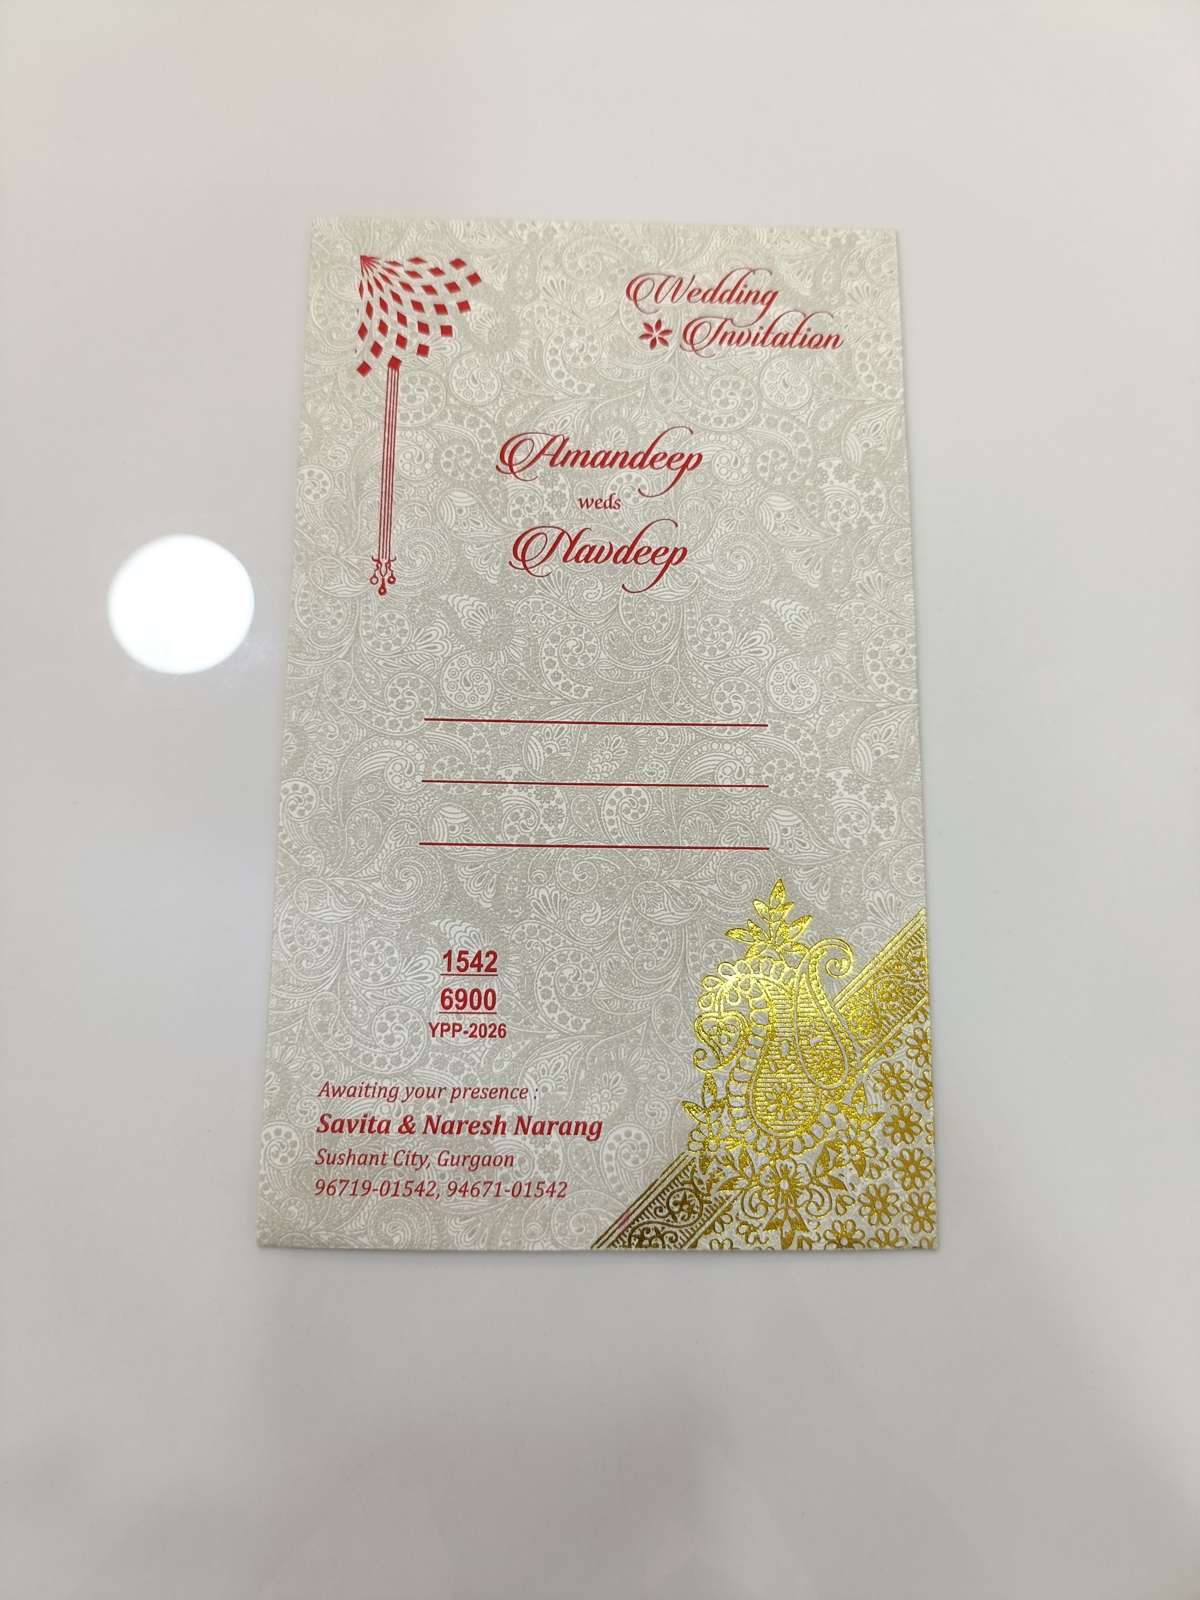 Wedding
Invitation
Amandeep
weds
Navdeep
1542
6900
YPP-2026
Awaiting your presence :
Savita & Naresh Narang
Sushant City, Gurgaon
96719-01542, 94671-01542